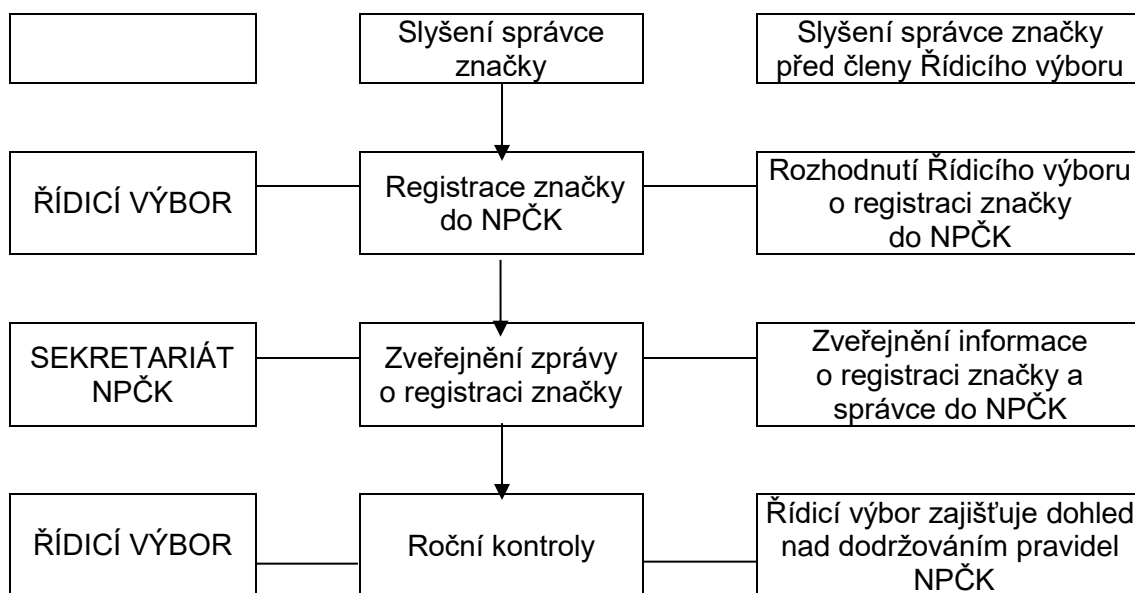 Slyšení správce
značky
Slyšení správce značky
před členy Řídicího výboru
ŘÍDICÍ VÝBOR
Registrace značky
do NPČK
Rozhodnutí Řídicího výboru
o registraci značky
do NPČK
SEKRETARIÁT
NPČK
Zveřejnění zprávy
o registraci značky
Zveřejnění informace
o registraci značky a
správce do NPČK
ŘÍDICÍ VÝBOR
Roční kontroly
Řídicí výbor zajišťuje dohled
nad dodržováním pravidel
NPČK